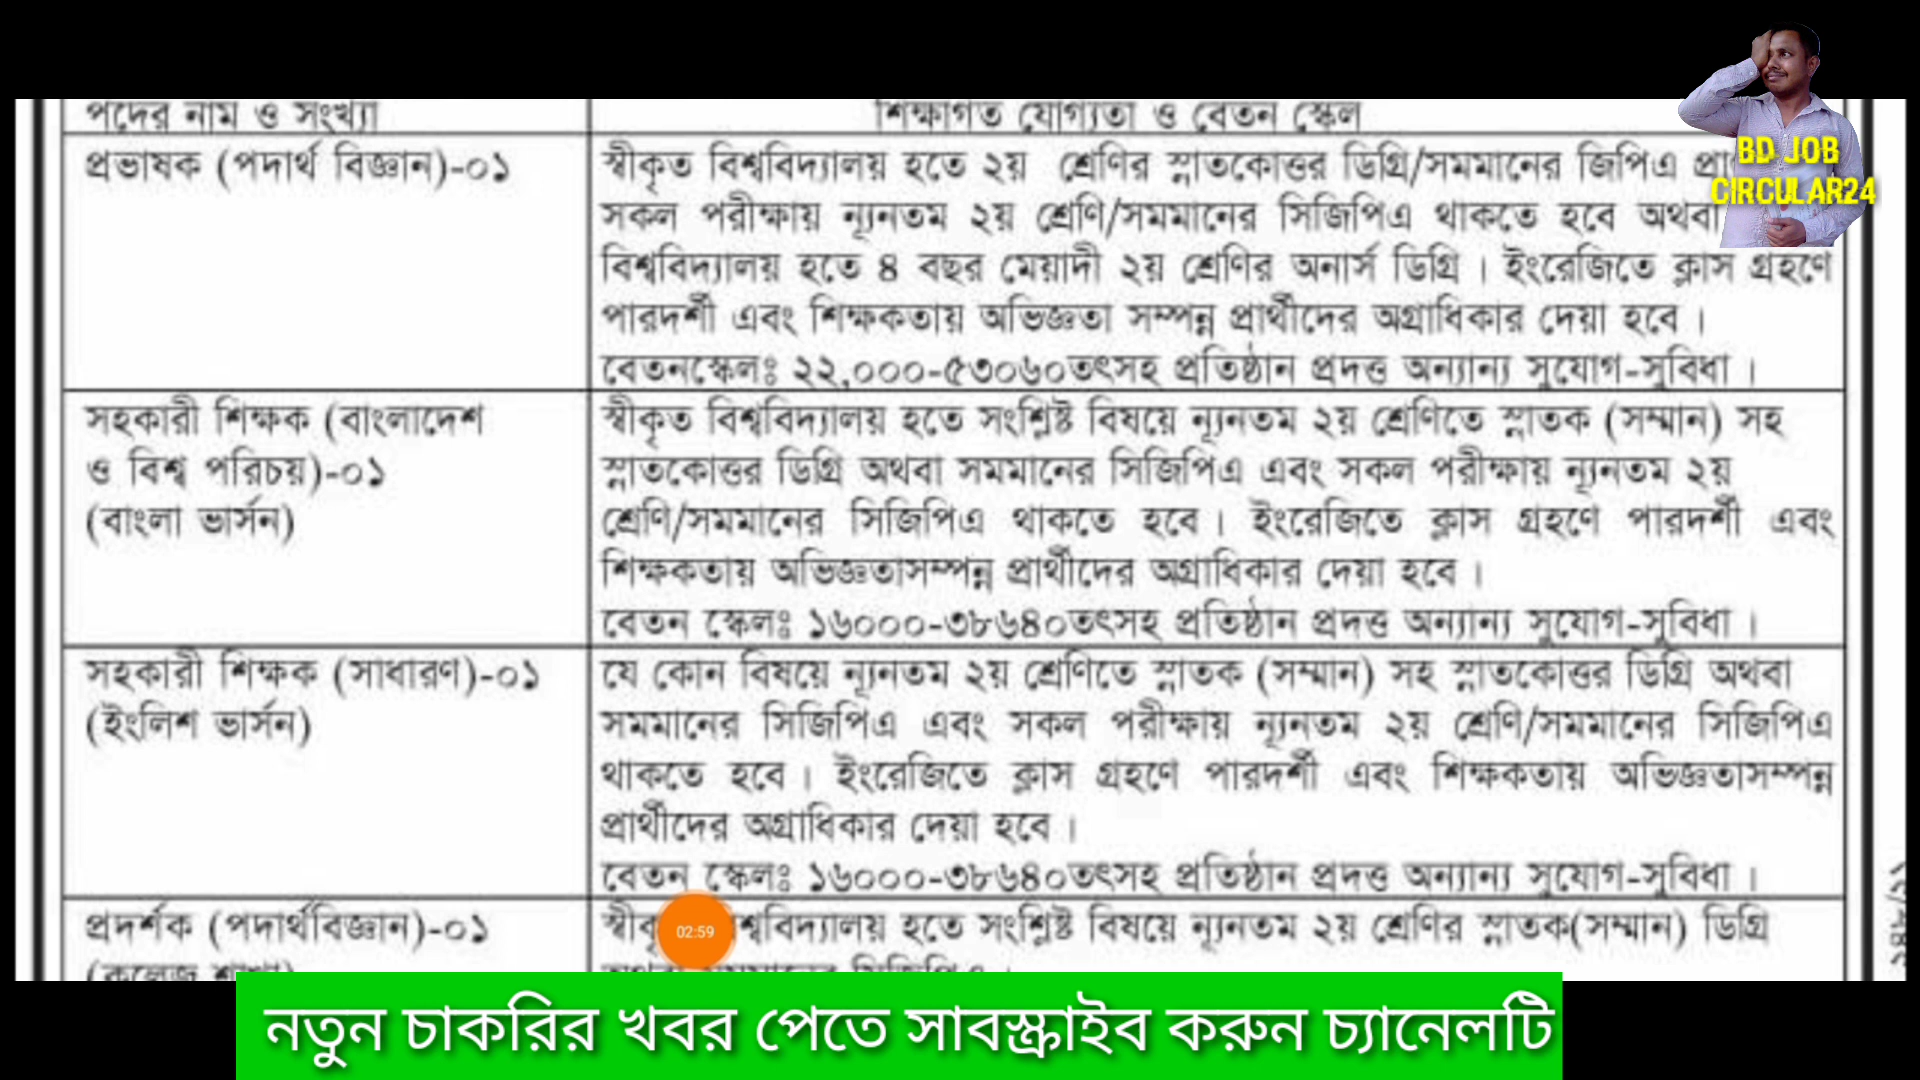 পদের নাম ও সংখ্যা
শিক্ষাগত যোগ্যতা ও বেতন স্কেল
প্রভাষক (পদার্থ বিজ্ঞান)-০১
স্বীকৃত বিশ্ববিদ্যালয় হতে ২য় শ্রেণির স্নাতকোত্তর ডিগ্রি/সমমানের জিপিএ
সকল পরীক্ষায় ন্যূনতম ২য় শ্রেণি/সমমানের সিজিপিএ থাকতে হবে অথবা
বিশ্ববিদ্যালয় হতে ৪ বছর মেয়াদী ২য় শ্রেণির অনার্স ডিগ্রি। ইংরেজিতে ক্লাস গ্রহণে
পারদর্শী এবং শিক্ষকতায় অভিজ্ঞতা সম্পন্ন প্রার্থীদের অগ্রাধিকার দেয়া হবে।
বেতনস্কেলঃ ২২,০০০-৫৩০৬০তৎসহ প্রতিষ্ঠান প্রদত্ত অন্যান্য সুযোগ-সুবিধা।
সহকারী শিক্ষক (বাংলাদেশ
ও বিশ্ব পরিচয়)-০১
(বাংলা ভার্সন)
স্বীকৃত বিশ্ববিদ্যালয় হতে সংশ্লিষ্ট বিষয়ে ন্যূনতম ২য় শ্রেণিতে স্নাতক (সম্মান) সহ
স্নাতকোত্তর ডিগ্রি অথবা সমমানের সিজিপিএ এবং সকল পরীক্ষায় ন্যূনতম ২য়
শ্রেণি/সমমানের সিজিপিএ থাকতে হবে। ইংরেজিতে ক্লাস গ্রহণে পারদর্শী এবং
শিক্ষকতায় অভিজ্ঞতাসম্পন্ন প্রার্থীদের অগ্রাধিকার দেয়া হবে।
বেতন স্কেলঃ ১৬০০০-৩৮৬৪০তৎসহ প্রতিষ্ঠান প্রদত্ত অন্যান্য সুযোগ-সুবিধা।
সহকারী শিক্ষক (সাধারণ)-০১
(ইংলিশ ভার্সন)
যে কোন বিষয়ে ন্যূনতম ২য় শ্রেণিতে স্নাতক (সম্মান) সহ স্নাতকোত্তর ডিগ্রি অথবা
সমমানের সিজিপিএ এবং সকল পরীক্ষায় ন্যূনতম ২য় শ্রেণি/সমমানের সিজিপিএ
থাকতে হবে। ইংরেজিতে ক্লাস গ্রহণে পারদর্শী এবং শিক্ষকতায় অভিজ্ঞতাসম্পন্ন
প্রার্থীদের অগ্রাধিকার দেয়া হবে।
বেতন স্কেলঃ ১৬০০০-৩৮৬৪০তৎসহ প্রতিষ্ঠান প্রদত্ত অন্যান্য সুযোগ-সুবিধা।
প্রদর্শক (পদার্থবিজ্ঞান)-০১
(কলেজ শাখা)
হতে সংশ্লিষ্ট বিষয়ে ন্যূনতম ২য় শ্রেণির স্নাতক(সম্মান) ডিগ্রি
অথবা সমমানের সিজিপিএ।
02:59
BD JOB
CIRCULAR24
নতুন চাকরির খবর পেতে সাবস্ক্রাইব করুন চ্যানেলটি